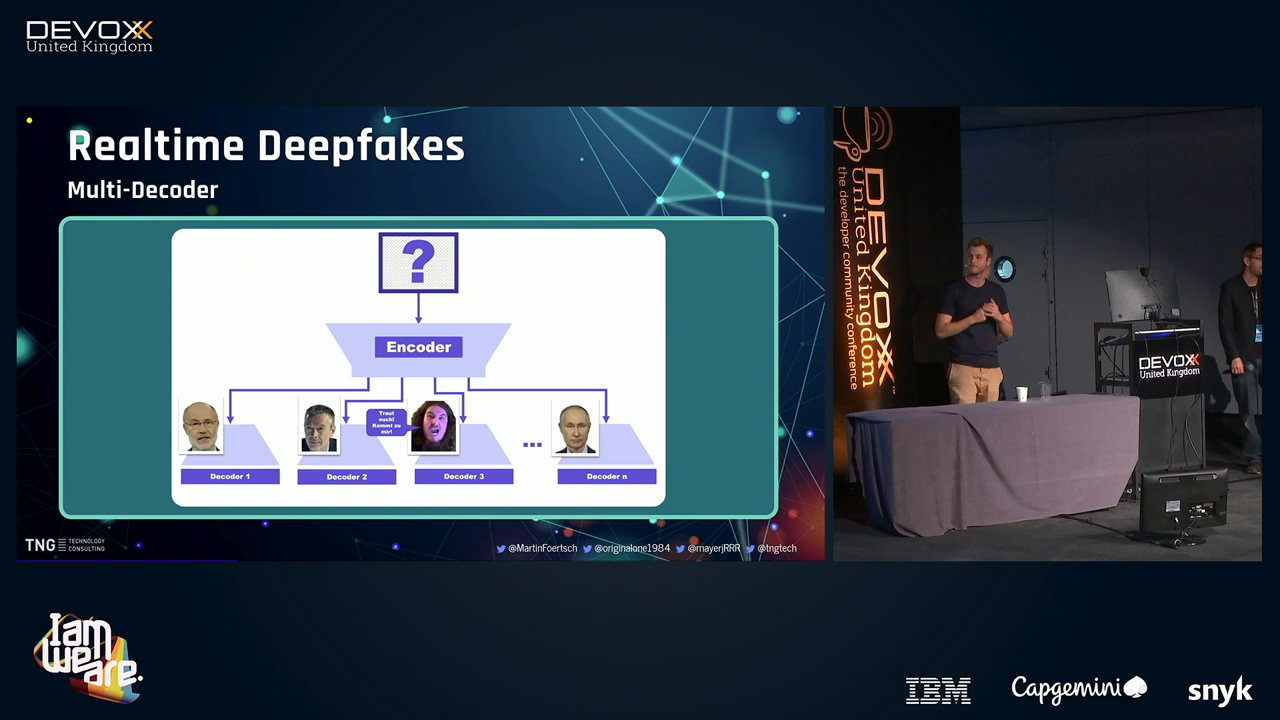 DEVOXX
United Kingdom
Realtime Deepfakes
Multi-Decoder
?
Encoder
Traut
euch!
Kommt zu
mir!
...
Decoder 1
Decoder 2
Decoder 3
Decoder n
TNG TECHNOLOGY
CONSULTING
@MartinFoertsch @originalone1984 @mayerjRRR @tngtech
DEVOXX
United Kingdom
the developer community conference
DEVOXX
United Kingdom
I am
We are.
IBM
Capgemini
snyk